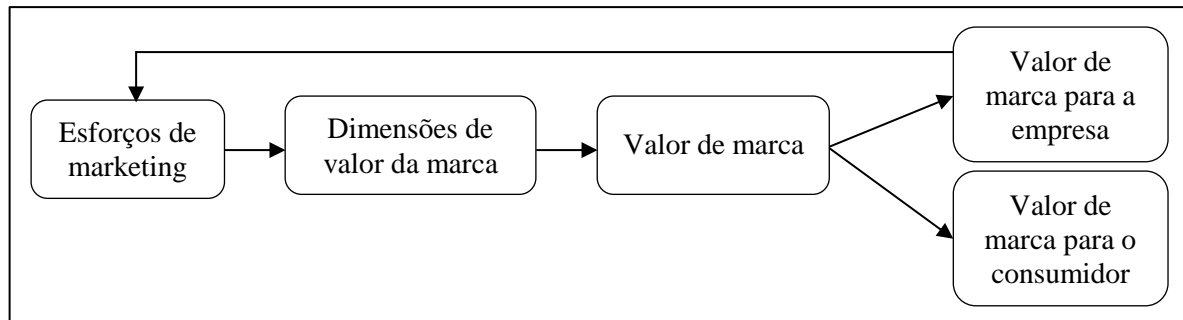 Esforços de
marketing
Dimensões de
valor da marca
Valor de marca
Valor de
marca para a
empresa
Valor de
marca para o
consumidor